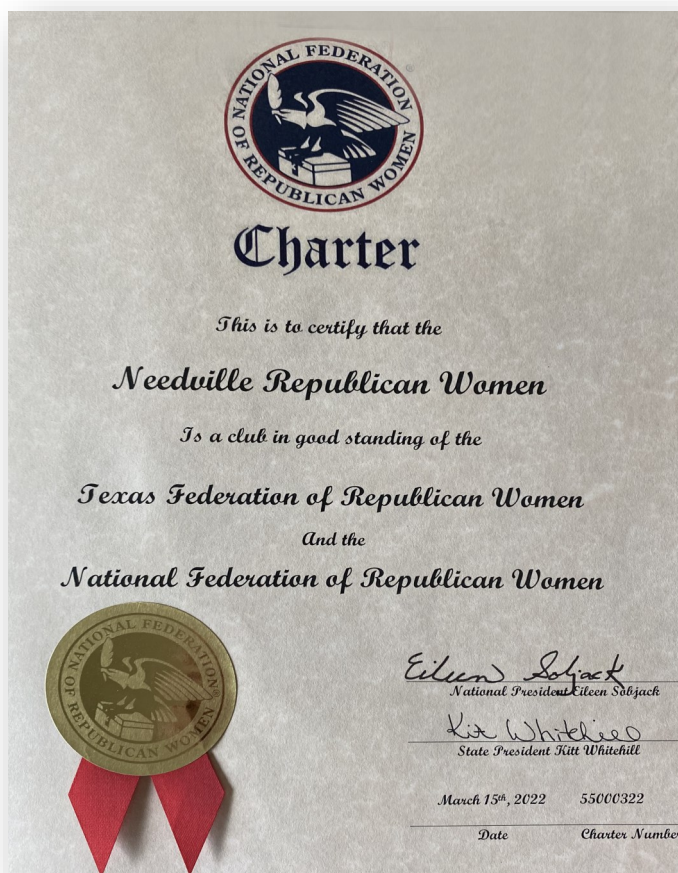 NATIONAL FEDERATION OF REPUBLICAN WOMEN
Charter
This is to certify that the
Needville Republican Women
Is a club in good standing of the
Texas Federation of Republican Women
And the
National Federation of Republican Women
NATIONAL FEDERATION OF REPUBLICAN WOMEN
Eileen Sobjack
National President Eileen Sobjack
Kit Whitehill
State President Kitt Whitehill
March 15th, 2022 55000322
Date Charter Number